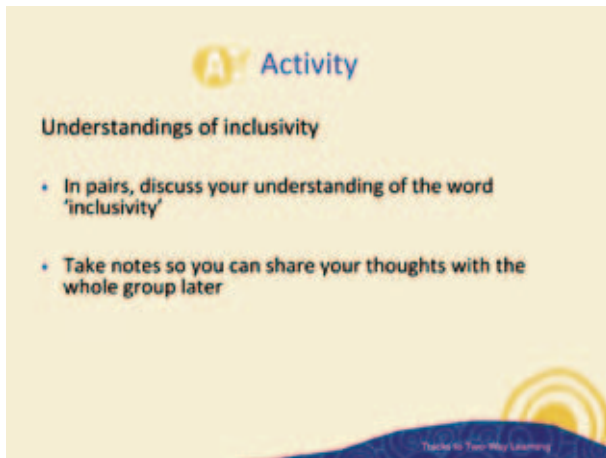 A Activity
Understandings of inclusivity
• In pairs, discuss your understanding of the word
‘inclusivity’
• Take notes so you can share your thoughts with the
whole group later
Tracks to Two-Way Learning